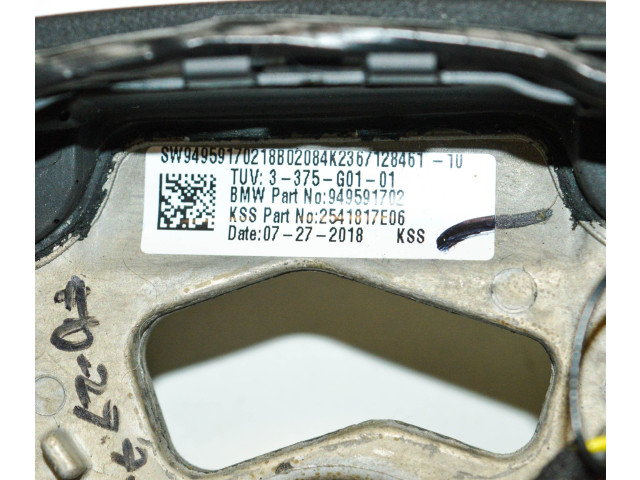 SW94959170218B02084K2367128461 -10
TUV: 3-375-G01-01
BMW Part No:949591702
KSS Part No:2541817E06
Date:07-27-2018 KSS